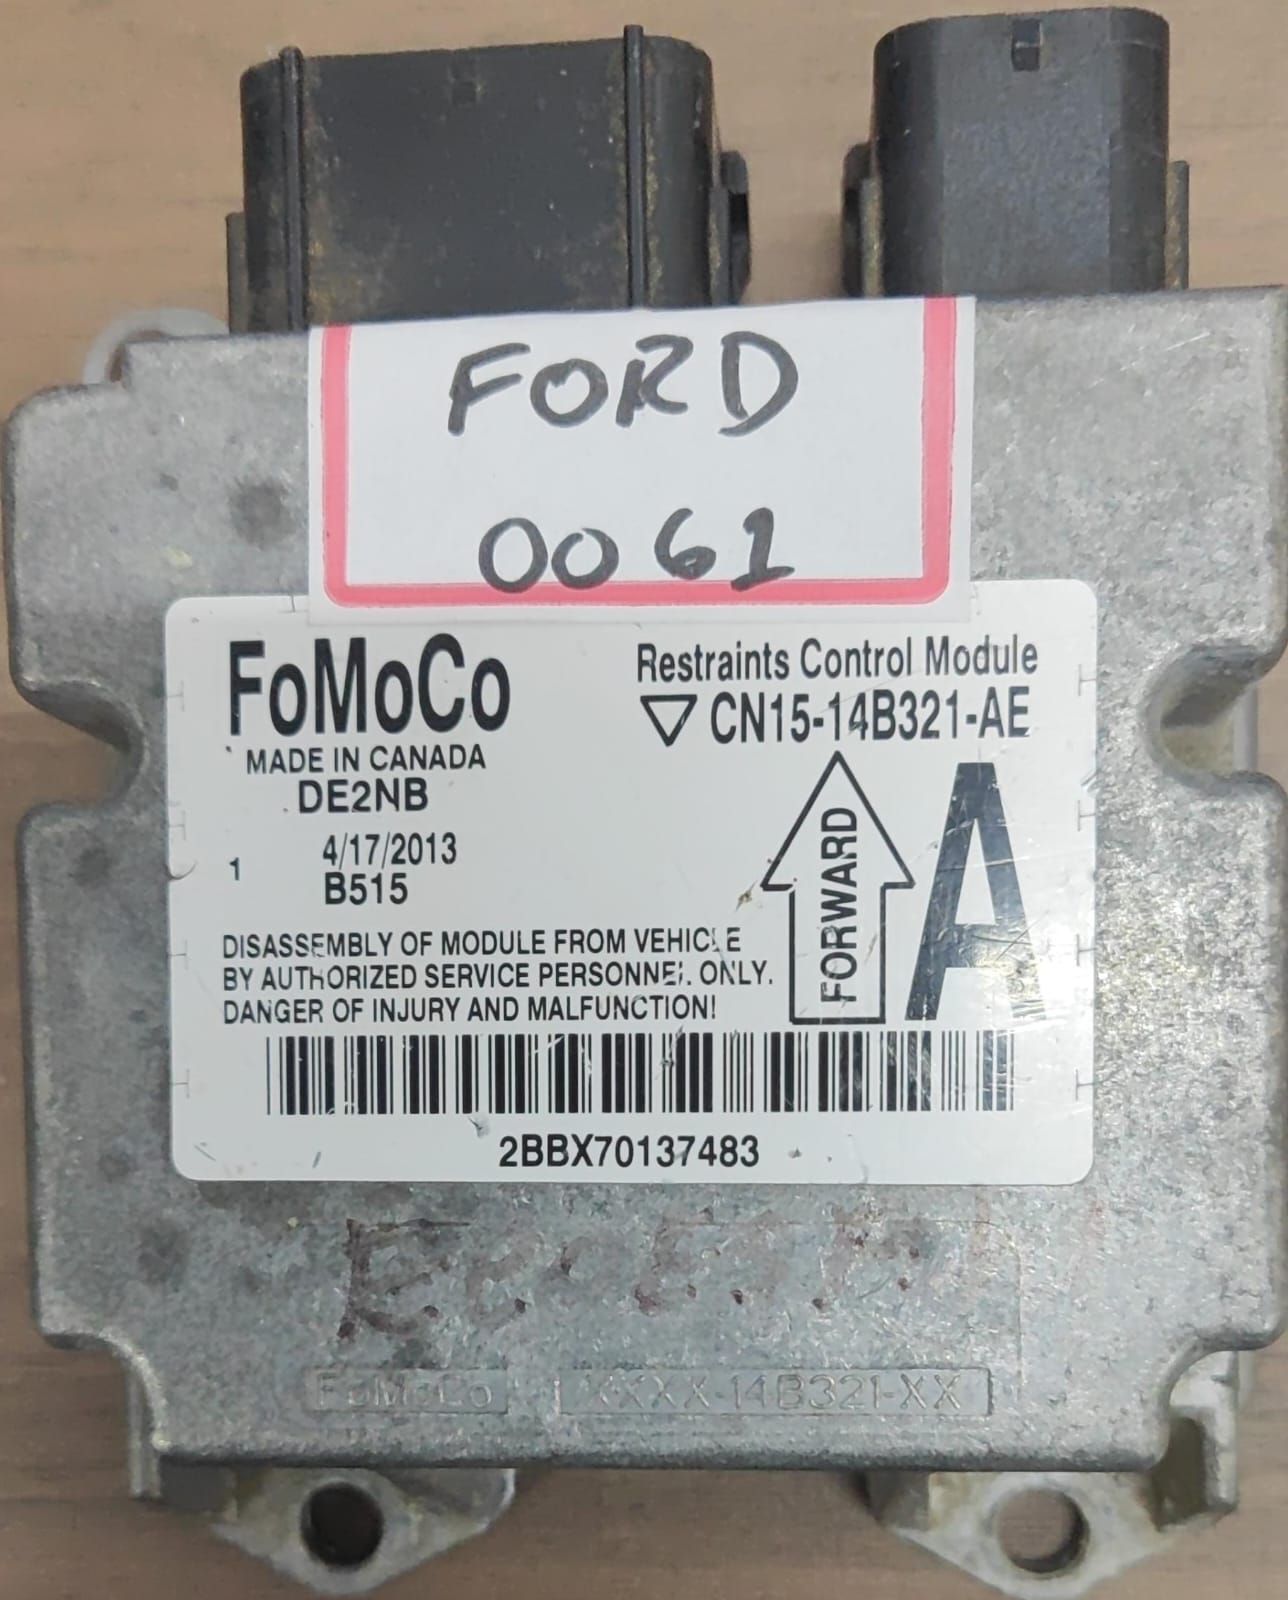 FORD
0061
FoMoCo
MADE IN CANADA
DE2NB
Restraints Control Module
CN15-14B321-AE
1
4/17/2013
B515
FORWARD
A
DISASSEMBLY OF MODULE FROM VEHICLE
BY AUTHORIZED SERVICE PERSONNEL ONLY.
DANGER OF INJURY AND MALFUNCTION!
2BBX70137483
FoMoCo
XXXX-14B321-XX